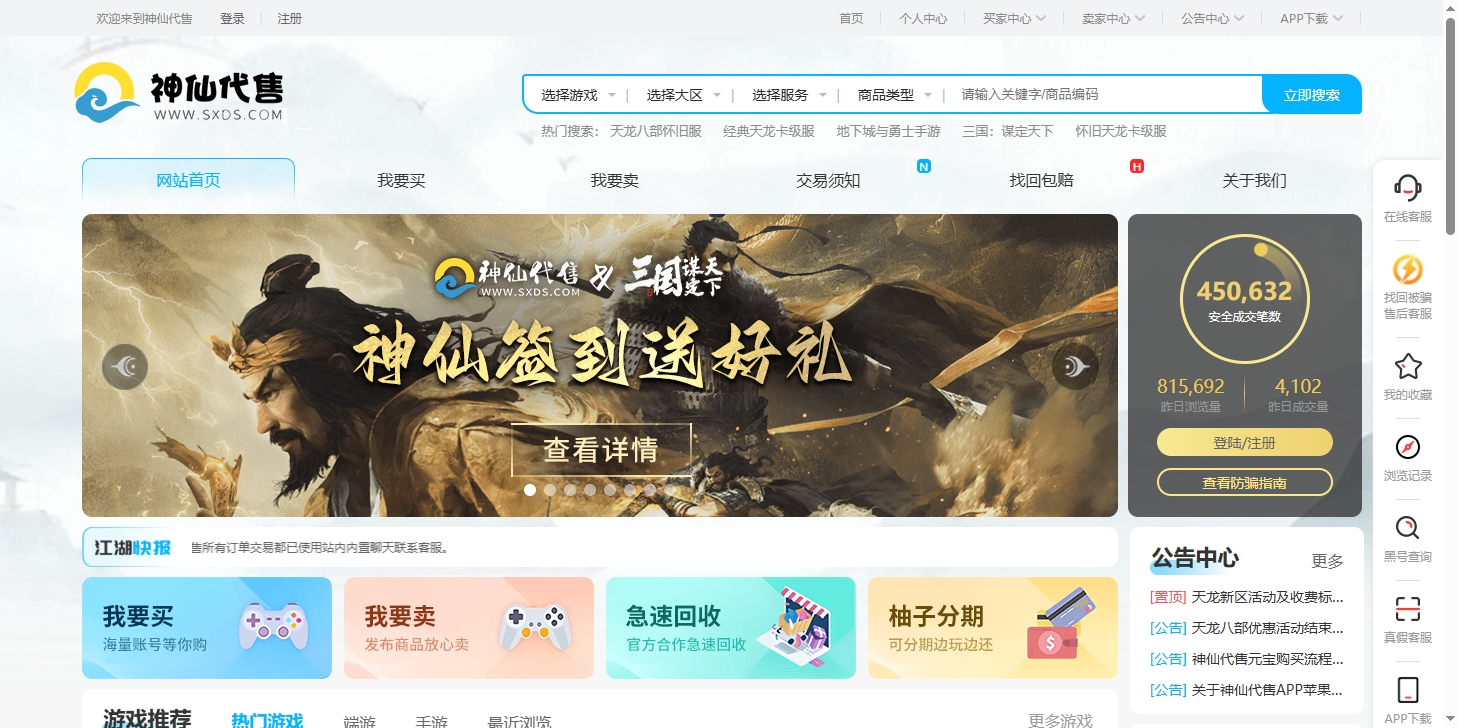 欢迎来到神仙代售 登录 注册 首页 个人中心 买家中心 卖家中心 公告中心 APP下载
神仙代售
WWW.SXDS.COM
选择游戏 选择大区 选择服务 商品类型 请输入关键字/商品编码 立即搜索
热门搜索： 天龙八部怀旧服 经典天龙卡级服 地下城与勇士手游 三国：谋定天下 怀旧天龙卡级服
网站首页 我要买 我要卖 交易须知 N 找回包赔 H 关于我们
神仙代售 & 三国谋定天下
WWW.SXDS.COM
神仙签到送好礼
查看详情
450,632
安全成交笔数
815,692 4,102
昨日浏览量 昨日成交量
登陆/注册
查看防骗指南
在线客服
找回被骗
售后客服
我的收藏
浏览记录
黑号查询
真假客服
APP下载
江湖快报 售所有订单交易都已使用站内内置聊天联系客服。
我要买
海量账号等你购
我要卖
发布商品放心卖
急速回收
官方合作急速回收
柚子分期
可分期边玩边还
公告中心 更多
[置顶] 天龙新区活动及收费标...
[公告] 天龙八部优惠活动结束...
[公告] 神仙代售元宝购买流程...
[公告] 关于神仙代售APP苹果...
游戏推荐 热门游戏 端游 手游 最近浏览 更多游戏